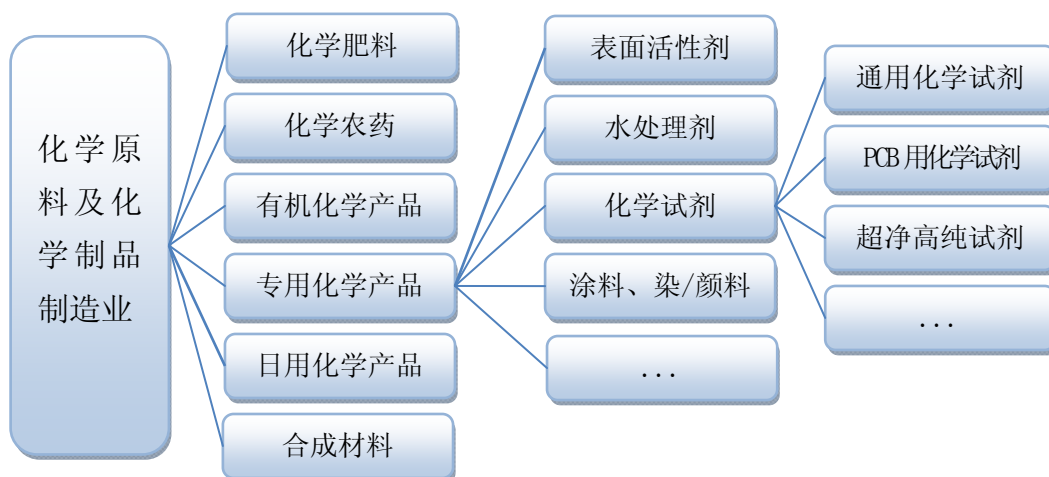 化学原
料及化
学制品
制造业
化学肥料
化学农药
有机化学产品
专用化学产品
日用化学产品
合成材料
表面活性剂
水处理剂
化学试剂
涂料、染/颜料
...
通用化学试剂
PCB用化学试剂
超净高纯试剂
...